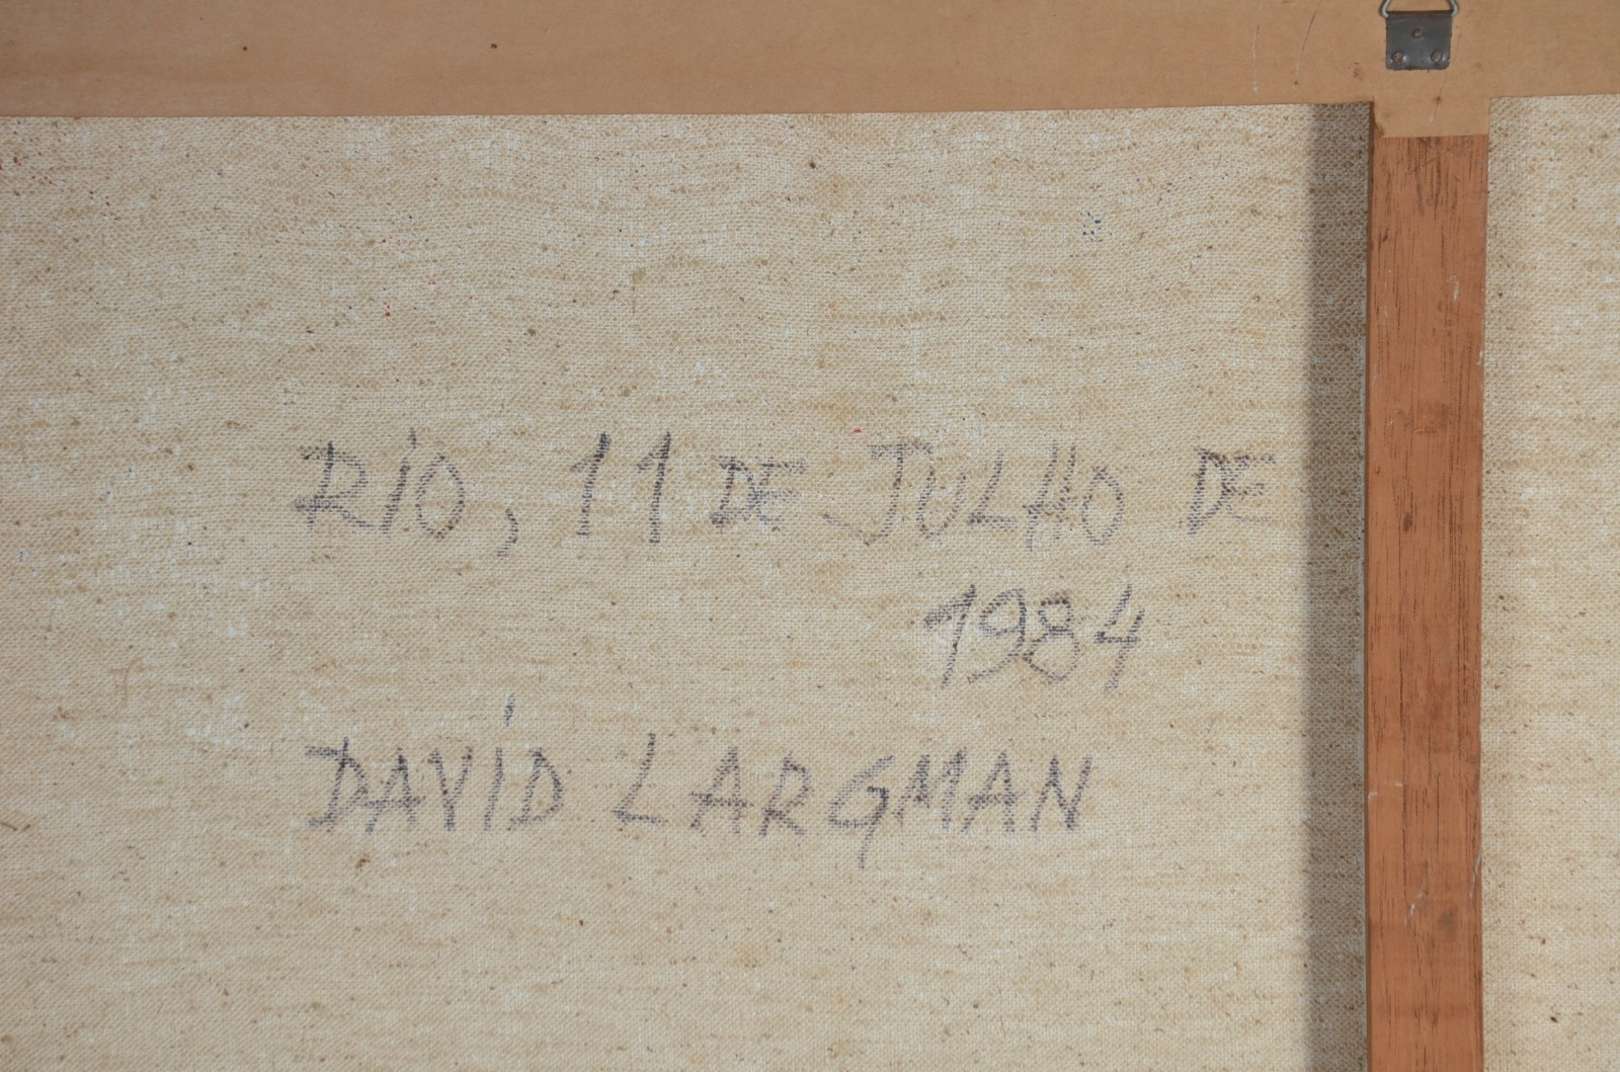 RiO, 11 DE JULHO DE
1984
DAViD LARGMAN